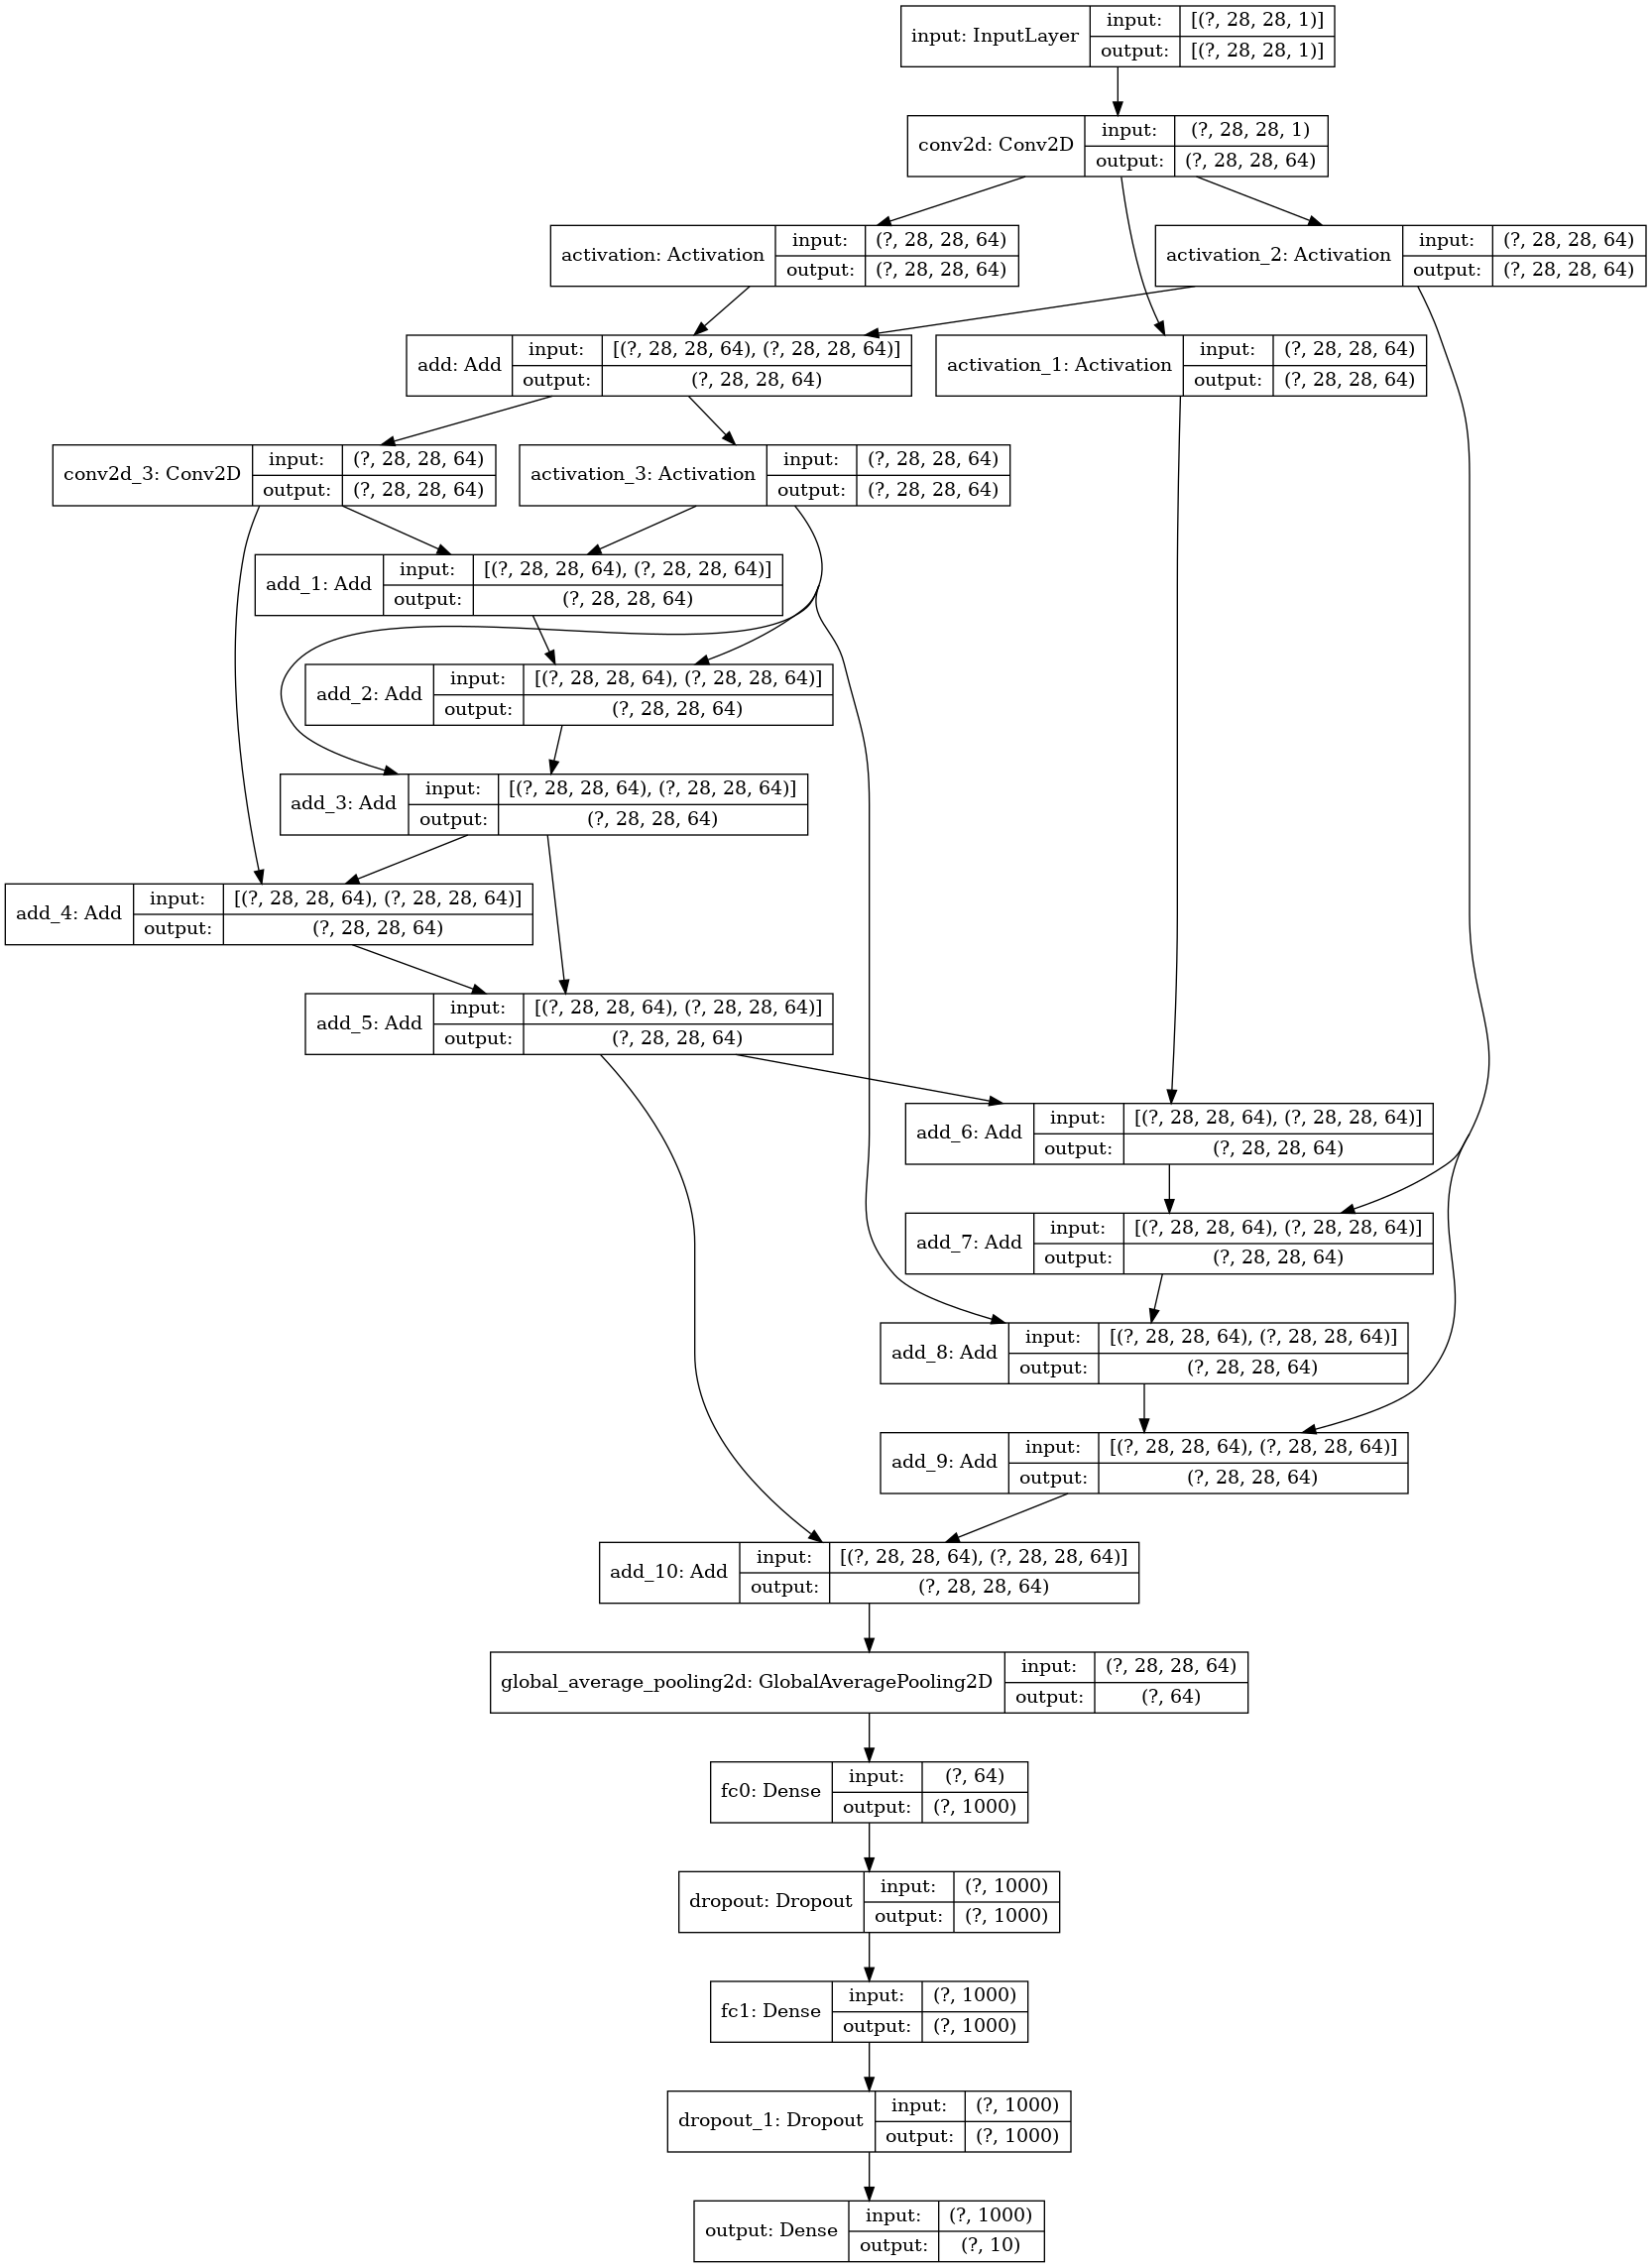 input: InputLayer
input:
[(?, 28, 28, 1)]
output:
[(?, 28, 28, 1)]
conv2d: Conv2D
input:
(?, 28, 28, 1)
output:
(?, 28, 28, 64)
activation: Activation
input:
(?, 28, 28, 64)
output:
(?, 28, 28, 64)
activation_2: Activation
input:
(?, 28, 28, 64)
output:
(?, 28, 28, 64)
add: Add
input:
[(?, 28, 28, 64), (?, 28, 28, 64)]
output:
(?, 28, 28, 64)
activation_1: Activation
input:
(?, 28, 28, 64)
output:
(?, 28, 28, 64)
conv2d_3: Conv2D
input:
(?, 28, 28, 64)
output:
(?, 28, 28, 64)
activation_3: Activation
input:
(?, 28, 28, 64)
output:
(?, 28, 28, 64)
add_1: Add
input:
[(?, 28, 28, 64), (?, 28, 28, 64)]
output:
(?, 28, 28, 64)
add_2: Add
input:
[(?, 28, 28, 64), (?, 28, 28, 64)]
output:
(?, 28, 28, 64)
add_3: Add
input:
[(?, 28, 28, 64), (?, 28, 28, 64)]
output:
(?, 28, 28, 64)
add_4: Add
input:
[(?, 28, 28, 64), (?, 28, 28, 64)]
output:
(?, 28, 28, 64)
add_5: Add
input:
[(?, 28, 28, 64), (?, 28, 28, 64)]
output:
(?, 28, 28, 64)
add_6: Add
input:
[(?, 28, 28, 64), (?, 28, 28, 64)]
output:
(?, 28, 28, 64)
add_7: Add
input:
[(?, 28, 28, 64), (?, 28, 28, 64)]
output:
(?, 28, 28, 64)
add_8: Add
input:
[(?, 28, 28, 64), (?, 28, 28, 64)]
output:
(?, 28, 28, 64)
add_9: Add
input:
[(?, 28, 28, 64), (?, 28, 28, 64)]
output:
(?, 28, 28, 64)
add_10: Add
input:
[(?, 28, 28, 64), (?, 28, 28, 64)]
output:
(?, 28, 28, 64)
global_average_pooling2d: GlobalAveragePooling2D
input:
(?, 28, 28, 64)
output:
(?, 64)
fc0: Dense
input:
(?, 64)
output:
(?, 1000)
dropout: Dropout
input:
(?, 1000)
output:
(?, 1000)
fc1: Dense
input:
(?, 1000)
output:
(?, 1000)
dropout_1: Dropout
input:
(?, 1000)
output:
(?, 1000)
output: Dense
input:
(?, 1000)
output:
(?, 10)